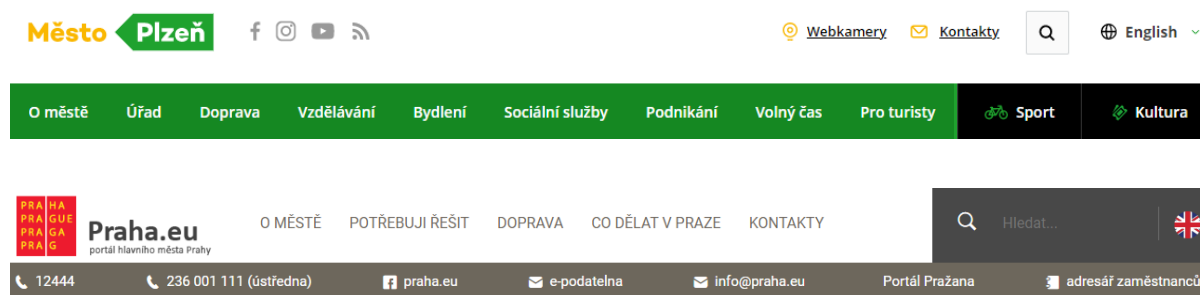 Město Plzeň Webkamery Kontakty English
O městě Úřad Doprava Vzdělávání Bydlení Sociální služby Podnikání Volný čas Pro turisty Sport Kultura
PRA HA
PRA GUE
PRA GA
PRA G
Praha.eu
portál hlavního města Prahy
O MĚSTĚ POTŘEBUJI ŘEŠIT DOPRAVA CO DĚLAT V PRAZE KONTAKTY Hledat...
12444 236 001 111 (ústředna) praha.eu e-podatelna info@praha.eu Portál Pražana adresář zaměstnanců